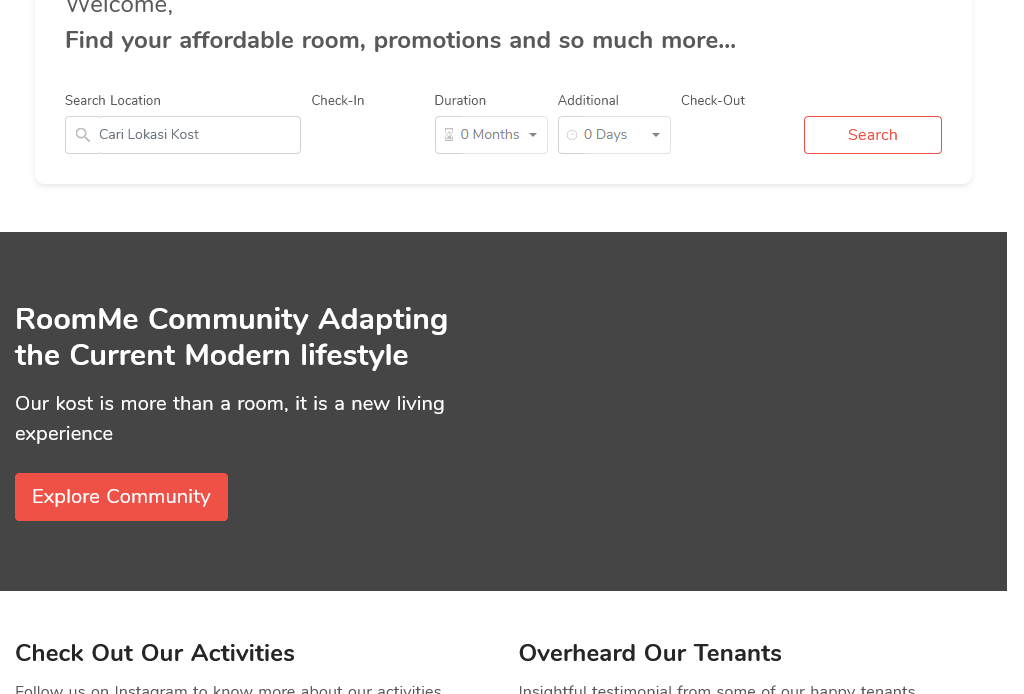 Welcome,
Find your affordable room, promotions and so much more...
Search Location
Check-In
Duration
Additional
Check-Out
Cari Lokasi Kost
0 Months
0 Days
Search
RoomMe Community Adapting
the Current Modern lifestyle
Our kost is more than a room, it is a new living
experience
Explore Community
Check Out Our Activities
Follow us on Instagram to know more about our activities
Overheard Our Tenants
Insightful testimonial from some of our happy tenants